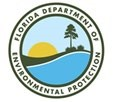 FLORIDA DEPARTMENT OF
ENVIRONMENTAL PROTECTION